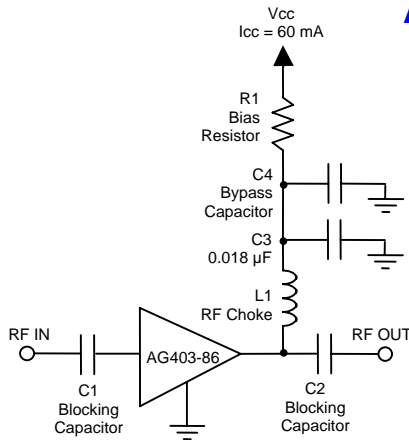 Vcc
Icc = 60 mA
R1
Bias
Resistor
C4
Bypass
Capacitor
C3
0.018 µF
L1
RF Choke
RF IN
AG403-86
RF OUT
C1
Blocking
Capacitor
C2
Blocking
Capacitor